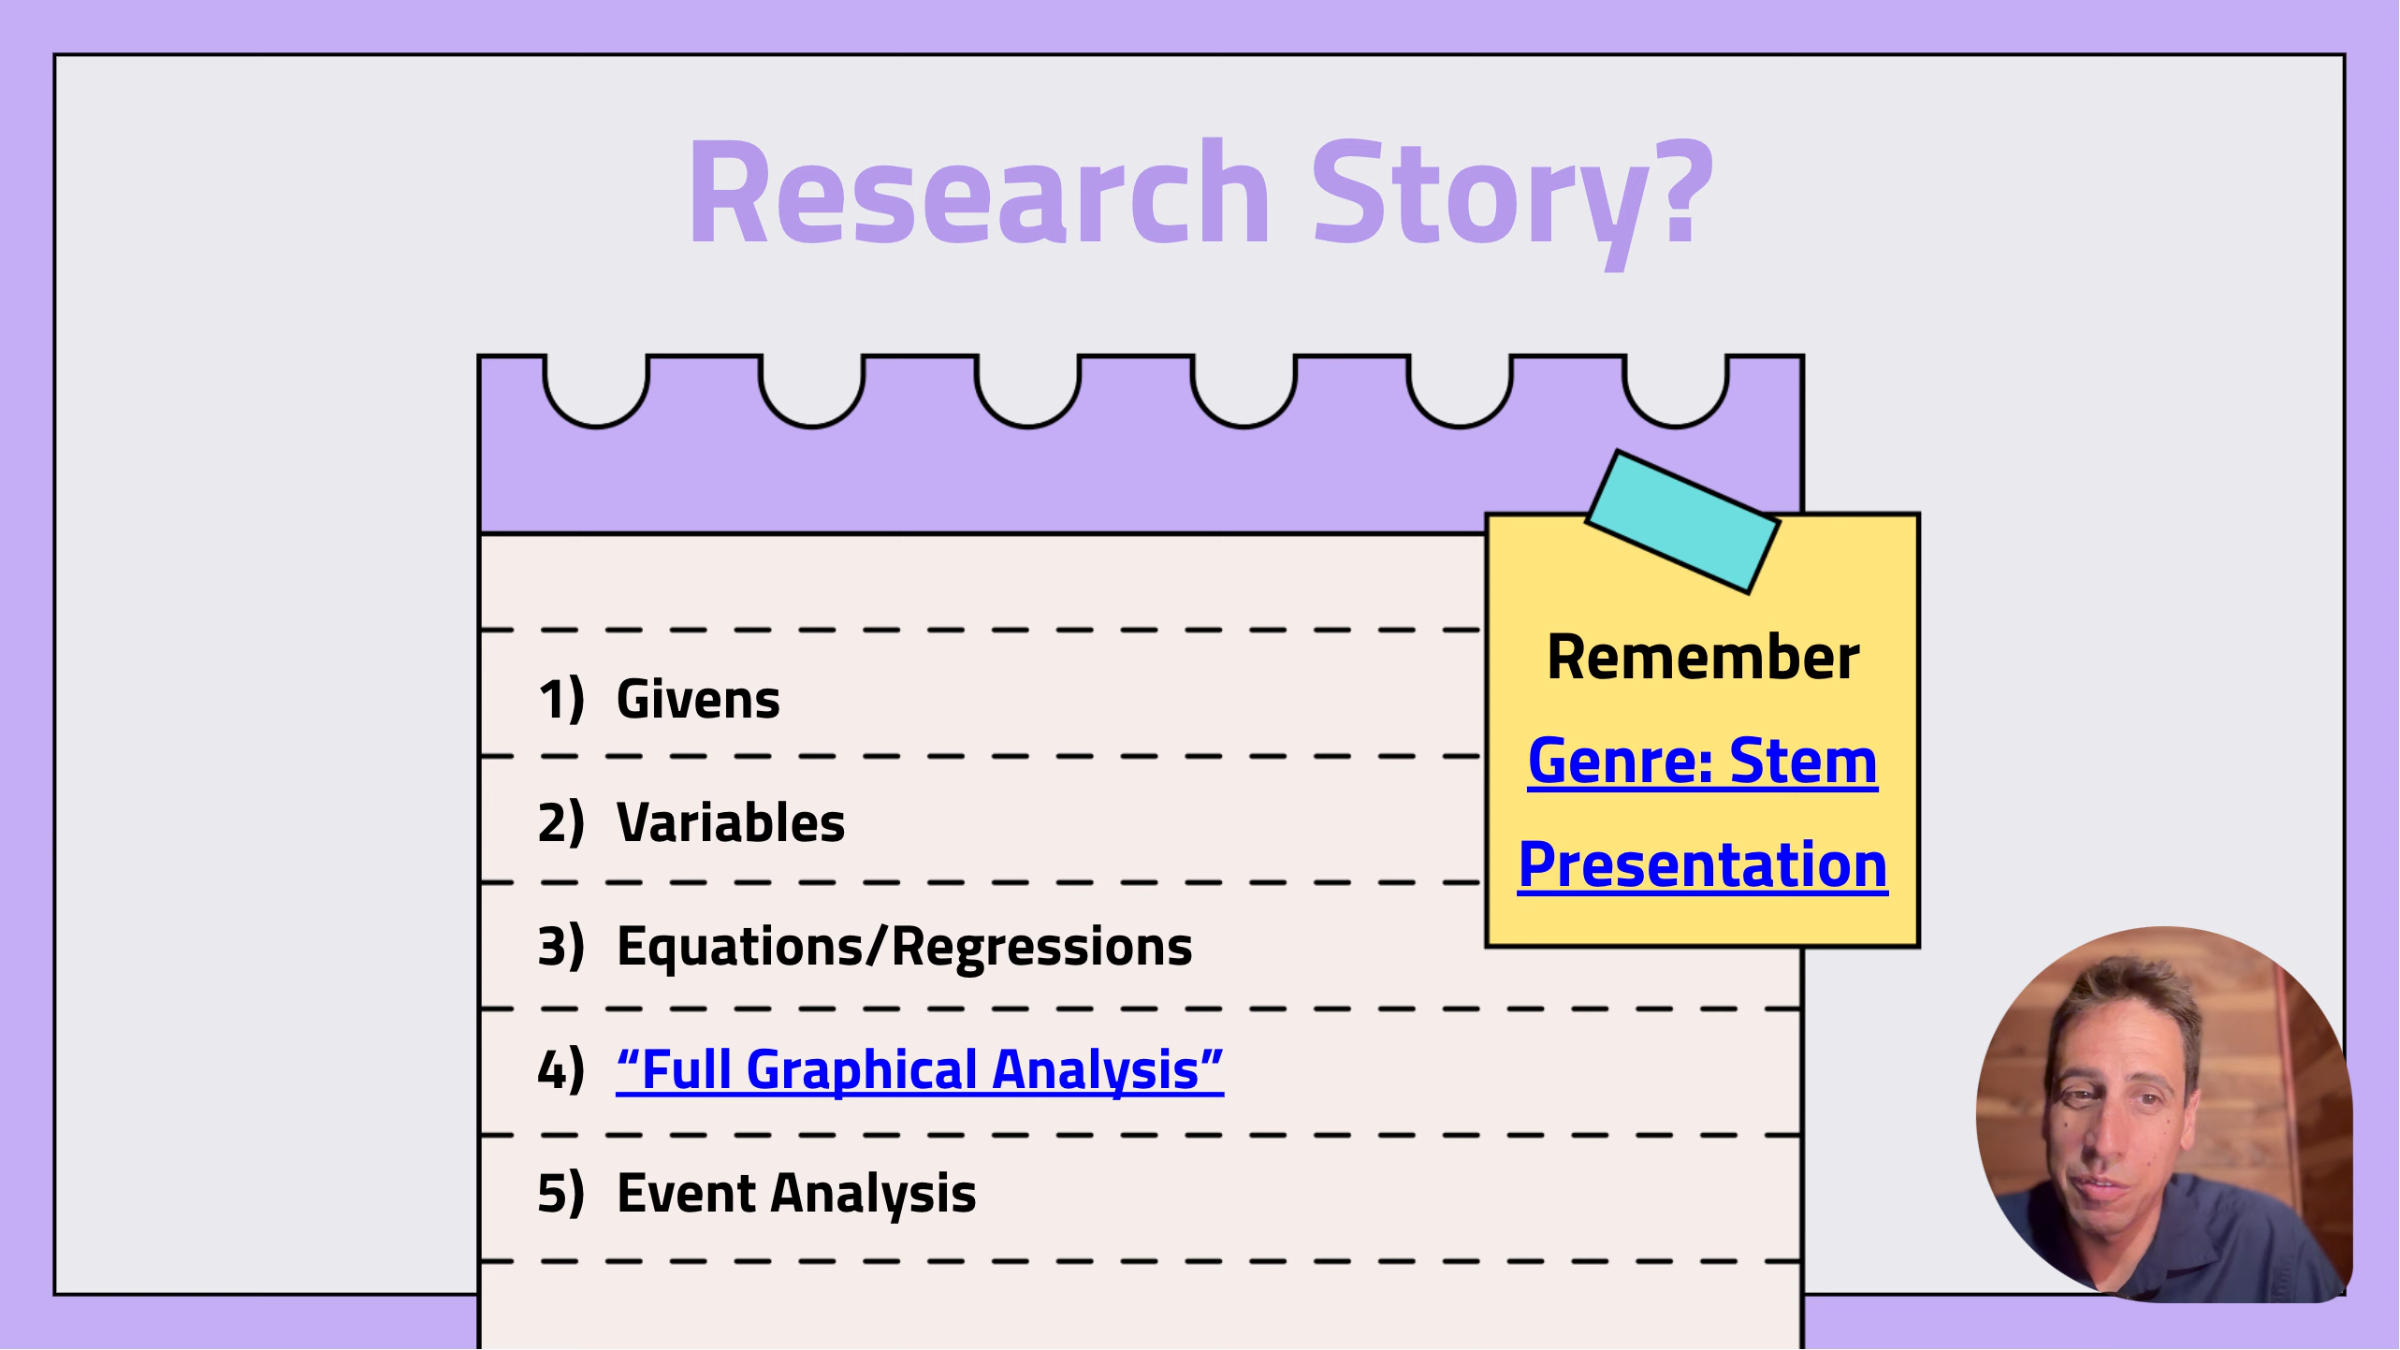 Research Story?
1) Givens
2) Variables
3) Equations/Regressions
4) “Full Graphical Analysis”
5) Event Analysis
Remember
Genre: Stem
Presentation